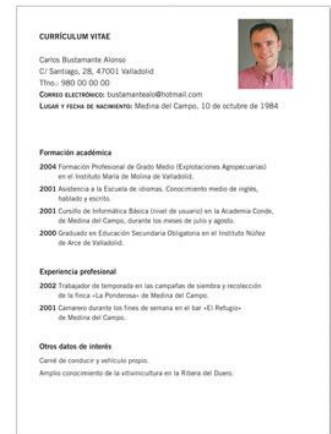 CURRÍCULUM VITAE
Carlos Bustamante Alonso
C/ Santiago, 28, 47001 Valladolid
Tfno.: 980 00 00 00
CORREO ELECTRÓNICO: bustamantealo@hotmail.com
LUGAR Y FECHA DE NACIMIENTO: Medina del Campo, 10 de octubre de 1984
Formación académica
2004 Formación Profesional de Grado Medio (Explotaciones Agropecuarias)
en el Instituto María de Molina de Valladolid.
2001 Asistencia a la Escuela de idiomas. Conocimiento medio de inglés,
hablado y escrito.
2001 Cursillo de Informática Básica (nivel de usuario) en la Academia Conde,
de Medina del Campo, durante los meses de julio y agosto.
2000 Graduado en Educación Secundaria Obligatoria en el Instituto Núñez
de Arce de Valladolid.
Experiencia profesional
2002 Trabajador de temporada en las campañas de siembra y recolección
de la finca «La Ponderosa» de Medina del Campo.
2001 Camarero durante los fines de semana en el bar «El Refugio»
de Medina del Campo.
Otros datos de interés
Carné de conducir y vehículo propio.
Amplio conocimiento de la vitivinicultura en la Ribera del Duero.